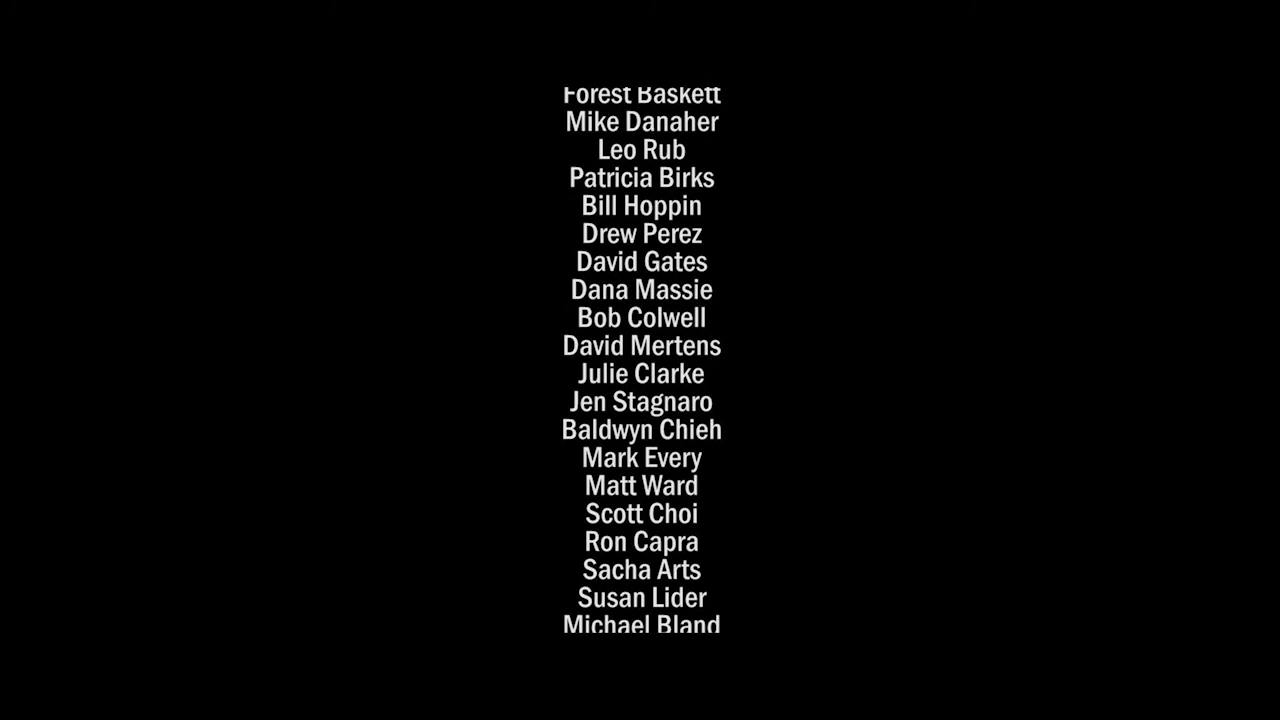 Forest Baskett
Mike Danaher
Leo Rub
Patricia Birks
Bill Hoppin
Drew Perez
David Gates
Dana Massie
Bob Colwell
David Mertens
Julie Clarke
Jen Stagnaro
Baldwyn Chieh
Mark Every
Matt Ward
Scott Choi
Ron Capra
Sacha Arts
Susan Lider
Michael Bland